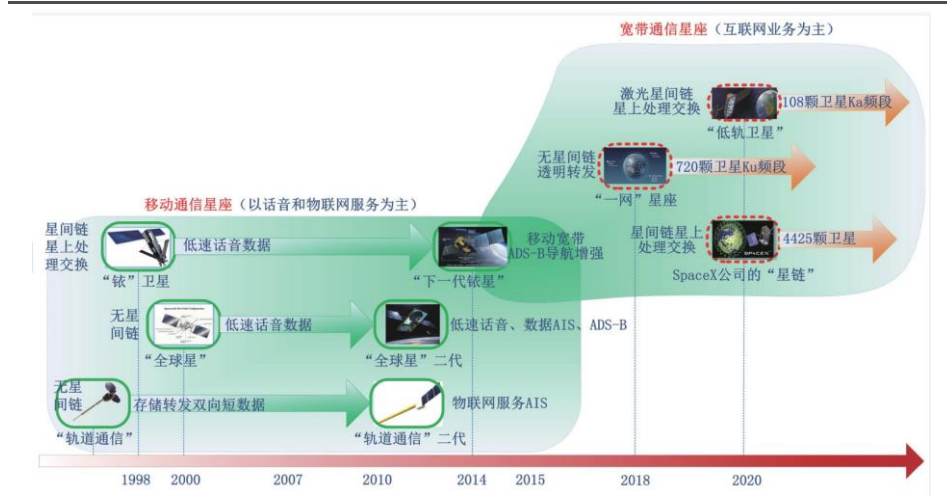 宽带通信星座（互联网业务为主）
激光星间链
星上处理交换
108颗卫星Ka频段
“低轨卫星”
无星间链
透明转发
720颗卫星Ku频段
“一网”星座
移动通信星座（以话音和物联网服务为主）
星间链
星上处
理交换
低速话音数据
移动宽带
ADS-B导航增强
星间链星上
处理交换
4425颗卫星
“铱”卫星
“下一代铱星”
SpaceX公司的“星链”
SPACEX
无星
间链
低速话音数据
低速话音、数据AIS、ADS-B
“全球星”
“全球星”二代
无星
间链
存储转发双向短数据
物联网服务AIS
“轨道通信”
“轨道通信”二代
1998 2000 2007 2010 2014 2015 2018 2020